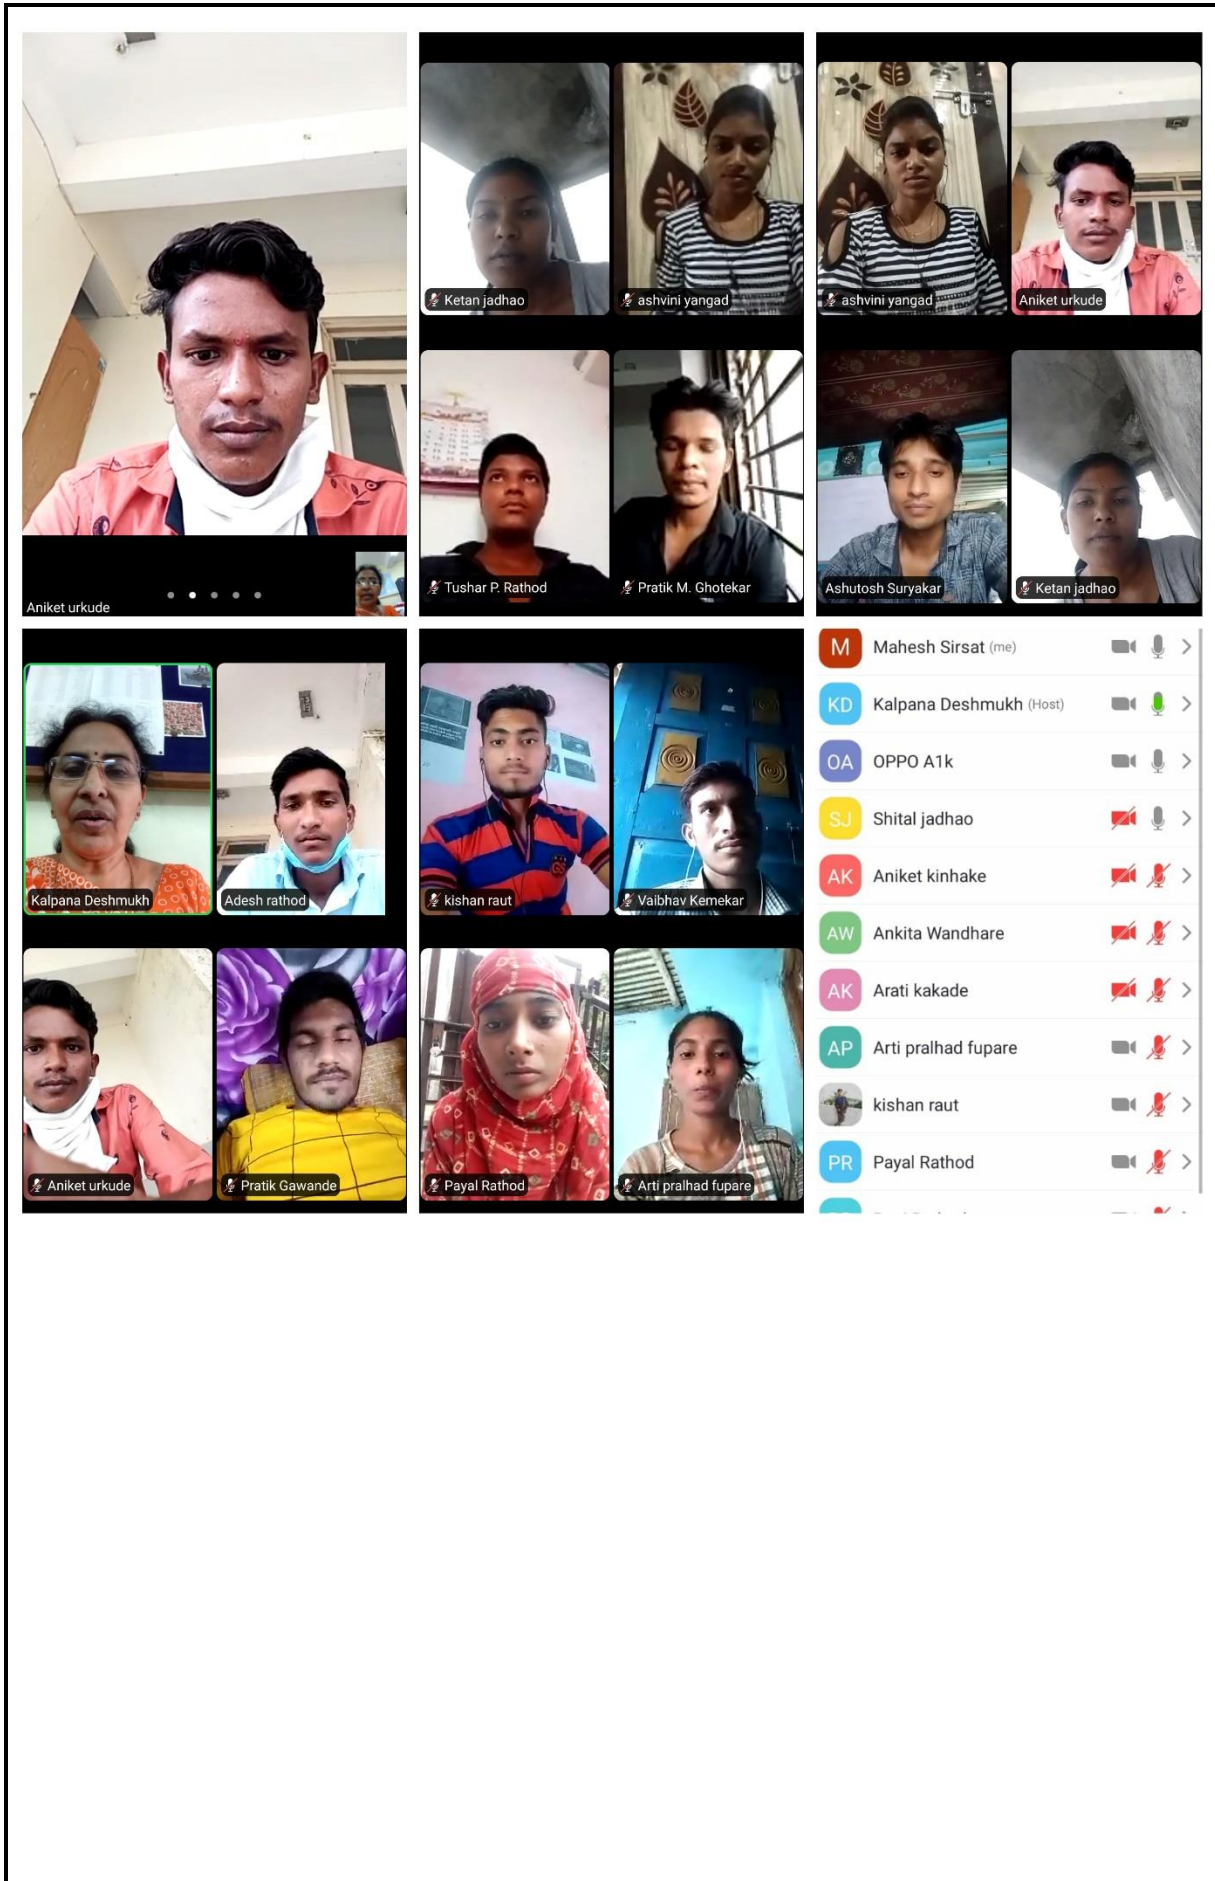 Aniket urkude
Ketan jadhao
ashvini yangad
Tushar P. Rathod
Pratik M. Ghotekar
ashvini yangad
Aniket urkude
Ashutosh Suryakar
Ketan jadhao
Kalpana Deshmukh
Adesh rathod
Aniket urkude
Pratik Gawande
kishan raut
Vaibhav Kemekar
Payal Rathod
Arti pralhad fupare
M Mahesh Sirsat (me)
KD Kalpana Deshmukh (Host)
OA OPPO A1k
SJ Shital jadhao
AK Aniket kinhake
AW Ankita Wandhare
AK Arati kakade
AP Arti pralhad fupare
kishan raut
PR Payal Rathod